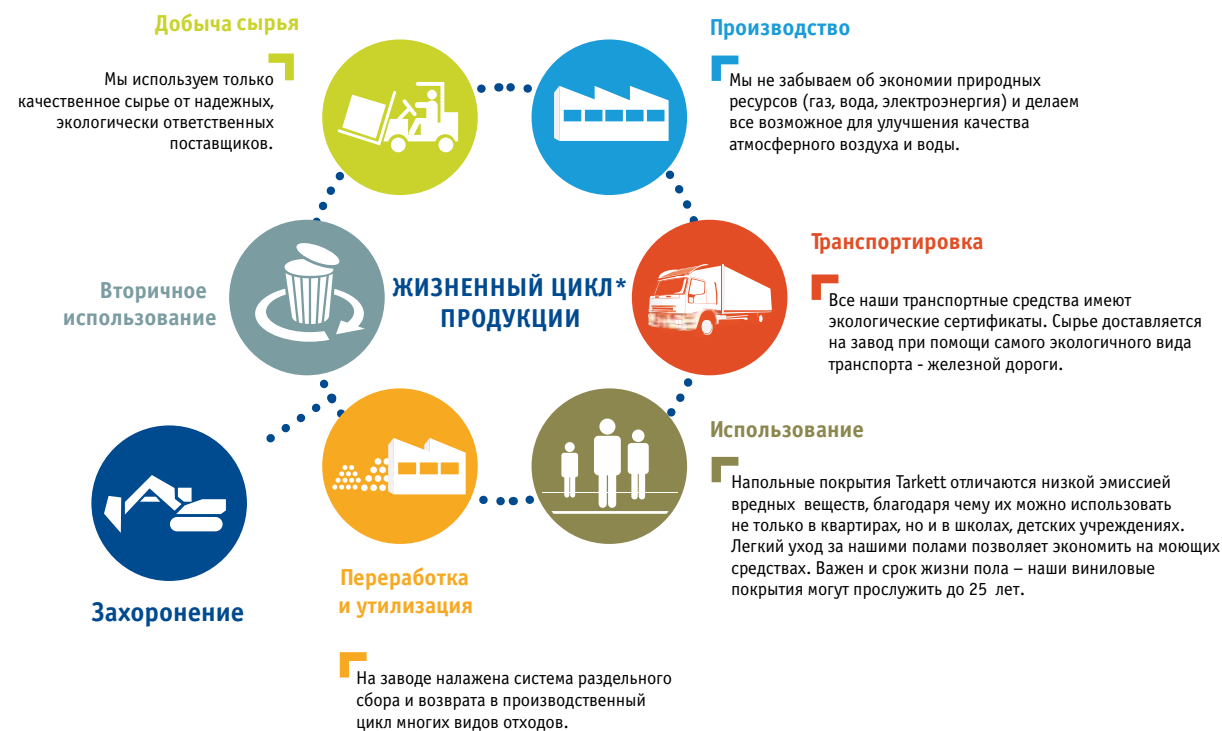 Добыча сырья
Мы используем только
качественное сырье от надежных,
экологически ответственных
поставщиков.
Производство
Мы не забываем об экономии природных
ресурсов (газ, вода, электроэнергия) и делаем
все возможное для улучшения качества
атмосферного воздуха и воды.
Транспортировка
Все наши транспортные средства имеют
экологические сертификаты. Сырье доставляется
на завод при помощи самого экологичного вида
транспорта - железной дороги.
Вторичное
использование
ЖИЗНЕННЫЙ ЦИКЛ*
ПРОДУКЦИИ
Использование
Напольные покрытия Tarkett отличаются низкой эмиссией
вредных веществ, благодаря чему их можно использовать
не только в квартирах, но и в школах, детских учреждениях.
Легкий уход за нашими полами позволяет экономить на моющих
средствах. Важен и срок жизни пола – наши виниловые
покрытия могут прослужить до 25 лет.
Захоронение
Переработка
и утилизация
На заводе налажена система раздельного
сбора и возврата в производственный
цикл многих видов отходов.